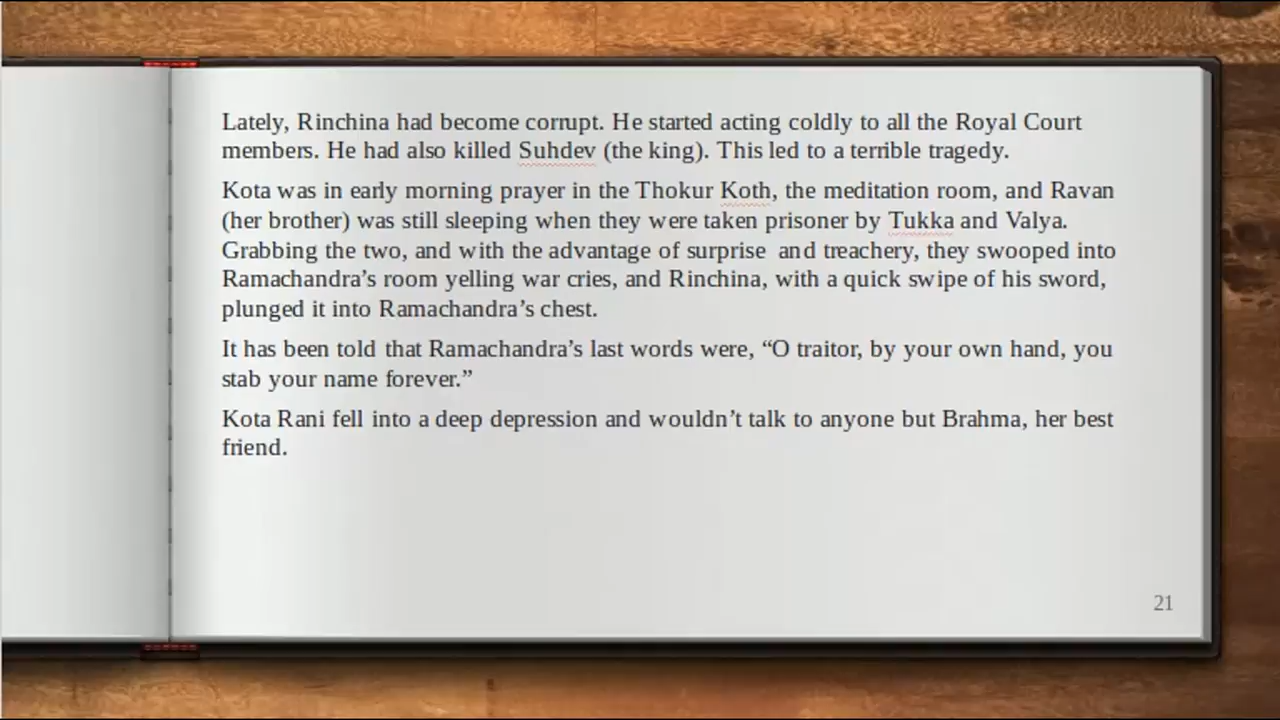 Lately, Rinchina had become corrupt. He started acting coldly to all the Royal Court
members. He had also killed Suhdev (the king). This led to a terrible tragedy.
Kota was in early morning prayer in the Thokur Koth, the meditation room, and Ravan
(her brother) was still sleeping when they were taken prisoner by Tukka and Valya.
Grabbing the two, and with the advantage of surprise  and treachery, they swooped into
Ramachandra’s room yelling war cries, and Rinchina, with a quick swipe of his sword,
plunged it into Ramachandra’s chest.
It has been told that Ramachandra’s last words were, “O traitor, by your own hand, you
stab your name forever.”
Kota Rani fell into a deep depression and wouldn’t talk to anyone but Brahma, her best
friend.
21